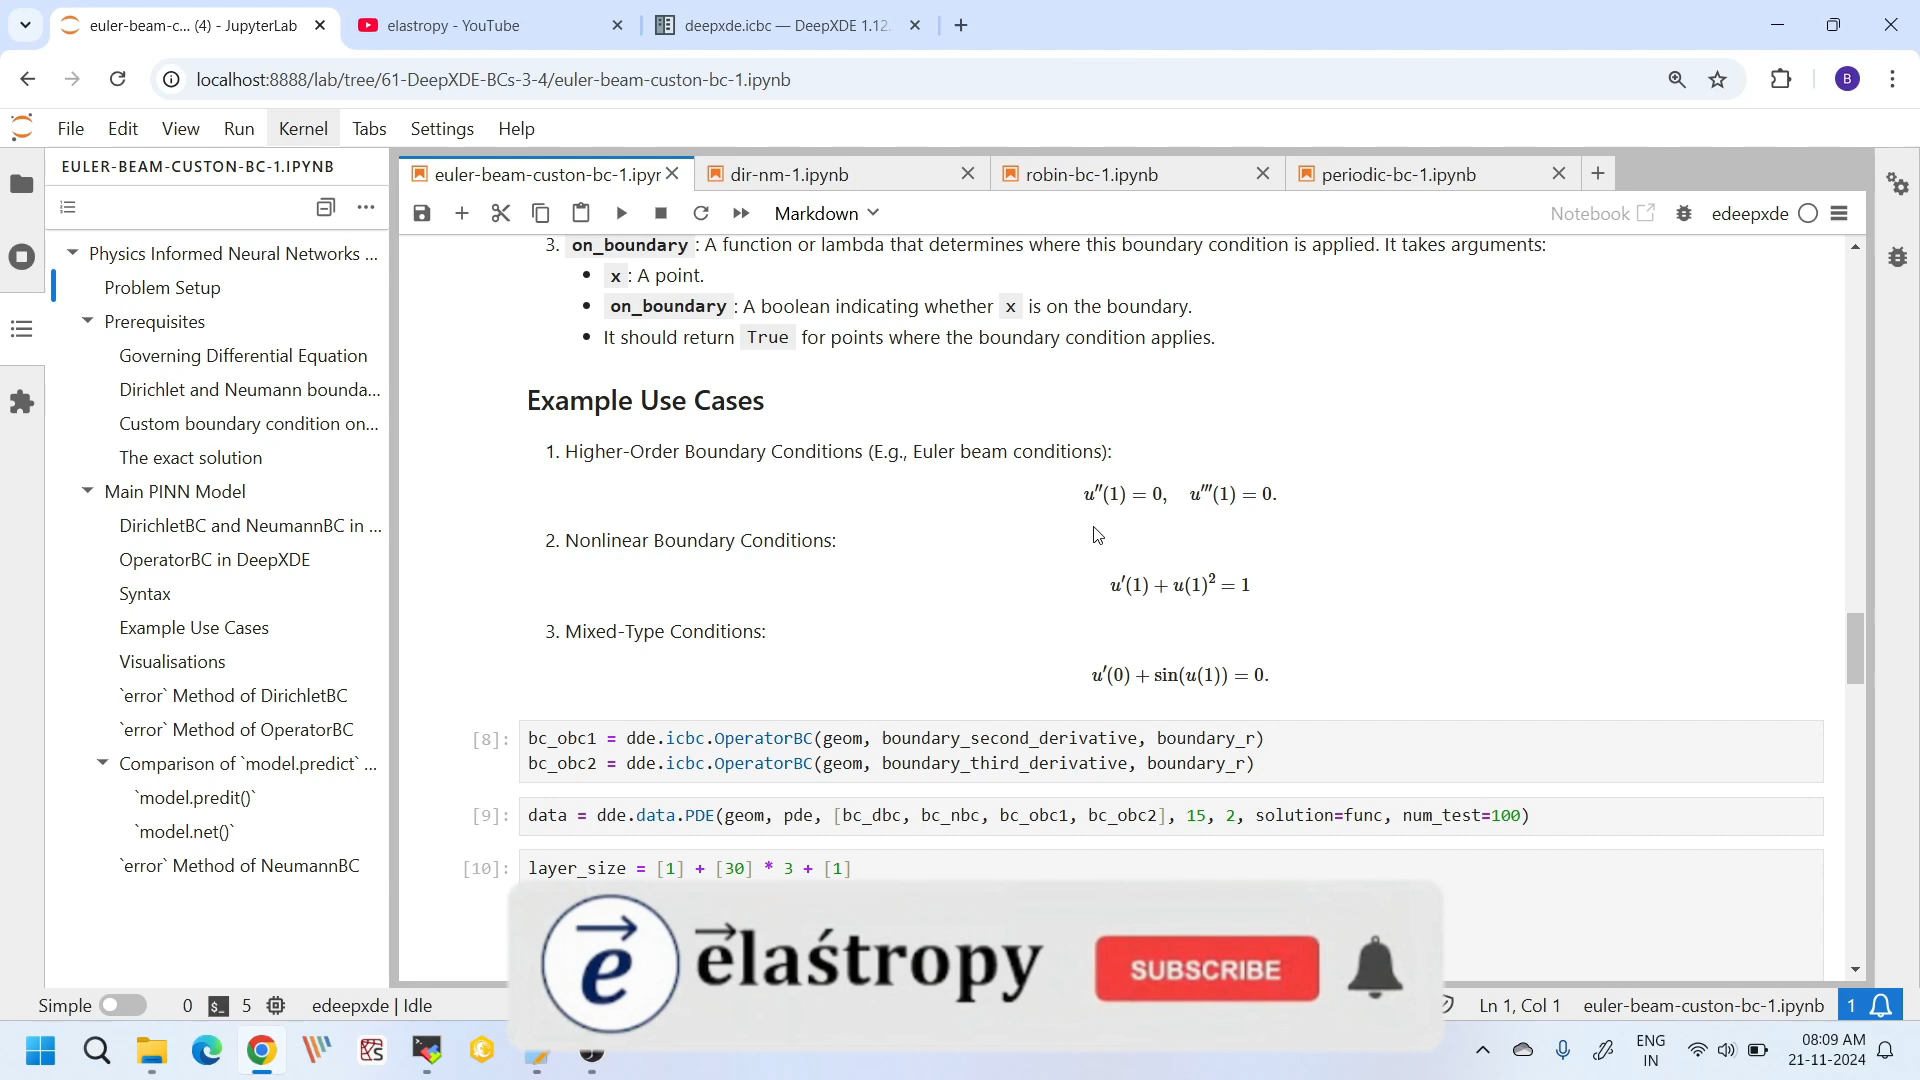 euler-beam-c... (4) - JupyterLab
elastropy - YouTube
deepxde.icbc — DeepXDE 1.12.
localhost:8888/lab/tree/61-DeepXDE-BCs-3-4/euler-beam-custon-bc-1.ipynb
B
File Edit View Run Kernel Tabs Settings Help
EULER-BEAM-CUSTON-BC-1.IPYNB
Physics Informed Neural Networks ...
Problem Setup
Prerequisites
Governing Differential Equation
Dirichlet and Neumann bounda...
Custom boundary condition on...
The exact solution
Main PINN Model
DirichletBC and NeumannBC in ...
OperatorBC in DeepXDE
Syntax
Example Use Cases
Visualisations
`error` Method of DirichletBC
`error` Method of OperatorBC
Comparison of `model.predict` ...
`model.predit()`
`model.net()`
`error` Method of NeumannBC
euler-beam-custon-bc-1.ipyr
dir-nm-1.ipynb
robin-bc-1.ipynb
periodic-bc-1.ipynb
Markdown
Notebook
edeepxde
3. on_boundary : A function or lambda that determines where this boundary condition is applied. It takes arguments:
• x : A point.
• on_boundary : A boolean indicating whether x is on the boundary.
• It should return True for points where the boundary condition applies.
Example Use Cases
1. Higher-Order Boundary Conditions (E.g., Euler beam conditions):
u″(1) = 0, u‴(1) = 0.
2. Nonlinear Boundary Conditions:
u′(1) + u(1)² = 1
3. Mixed-Type Conditions:
u′(0) + sin(u(1)) = 0.
[8]: bc_obc1 = dde.icbc.OperatorBC(geom, boundary_second_derivative, boundary_r)
bc_obc2 = dde.icbc.OperatorBC(geom, boundary_third_derivative, boundary_r)
[9]: data = dde.data.PDE(geom, pde, [bc_dbc, bc_nbc, bc_obc1, bc_obc2], 15, 2, solution=func, num_test=100)
[10]: layer_size = [1] + [30] * 3 + [1]
e elaśtropy SUBSCRIBE
Simple 0 5 edeepxde | Idle
Ln 1, Col 1 euler-beam-custon-bc-1.ipynb 1
ENG
IN
08:09 AM
21-11-2024